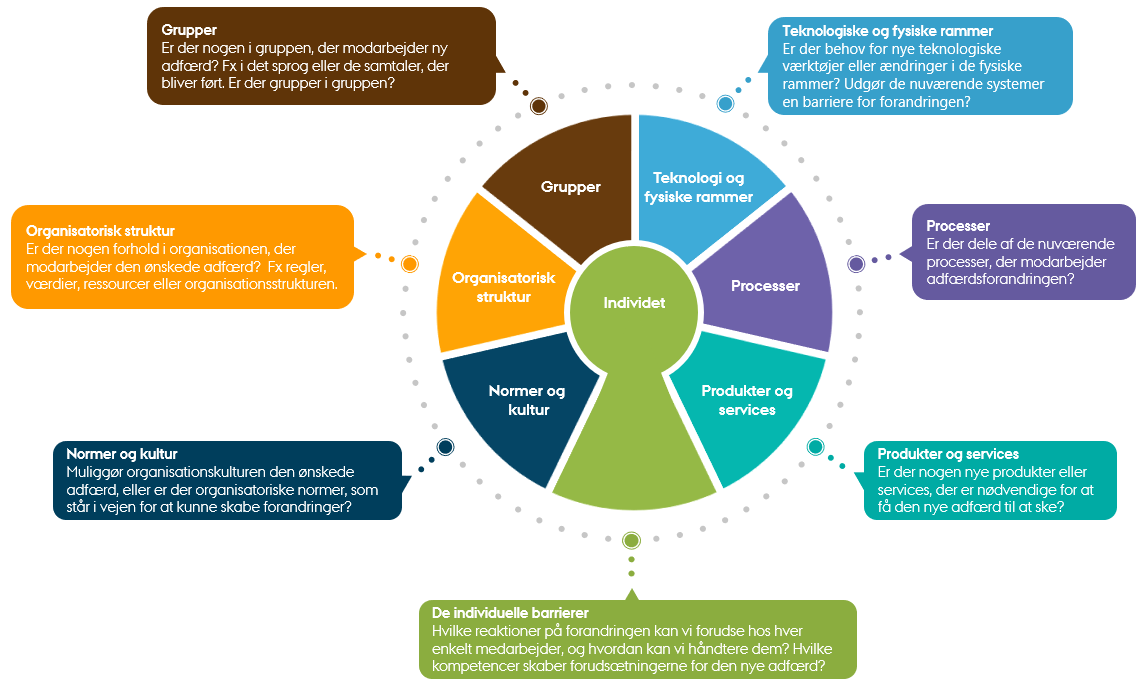 Grupper
Er der nogen i gruppen, der modarbejder ny
adfærd? Fx i det sprog eller de samtaler, der
bliver ført. Er der grupper i gruppen?
Teknologiske og fysiske rammer
Er der behov for nye teknologiske
værktøjer eller ændringer i de fysiske
rammer? Udgør de nuværende systemer
en barriere for forandringen?
Organisatorisk struktur
Er der nogen forhold i organisationen, der
modarbejder den ønskede adfærd?  Fx regler,
værdier, ressourcer eller organisationsstrukturen.
Processer
Er der dele af de nuværende
processer, der modarbejder
adfærdsforandringen?
Grupper
Teknologi og
fysiske rammer
Organisatorisk
struktur
Individet
Processer
Normer og
kultur
Produkter og
services
Normer og kultur
Muliggør organisationskulturen den ønskede
adfærd, eller er der organisatoriske normer, som
står i vejen for at kunne skabe forandringer?
Produkter og services
Er der nogen nye produkter eller
services, der er nødvendige for at
få den nye adfærd til at ske?
De individuelle barrierer
Hvilke reaktioner på forandringen kan vi forudse hos hver
enkelt medarbejder, og hvordan kan vi håndtere dem? Hvilke
kompetencer skaber forudsætningerne for den nye adfærd?